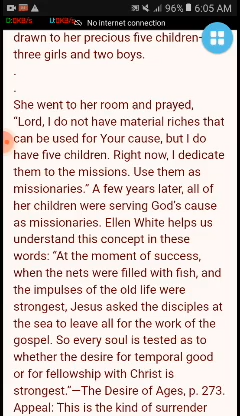 0KB/s 0KB/s 96% 6:05 AM
No internet connection
drawn to her precious five children-
three girls and two boys.
.
.
She went to her room and prayed,
“Lord, I do not have material riches that
can be used for Your cause, but I do
have five children. Right now, I dedicate
them to the missions. Use them as
missionaries.” A few years later, all of
her children were serving God's cause
as missionaries. Ellen White helps us
understand this concept in these
words: “At the moment of success,
when the nets were filled with fish, and
the impulses of the old life were
strongest, Jesus asked the disciples at
the sea to leave all for the work of the
gospel. So every soul is tested as to
whether the desire for temporal good
or for fellowship with Christ is
strongest.”—The Desire of Ages, p. 273.
Appeal: This is the kind of surrender